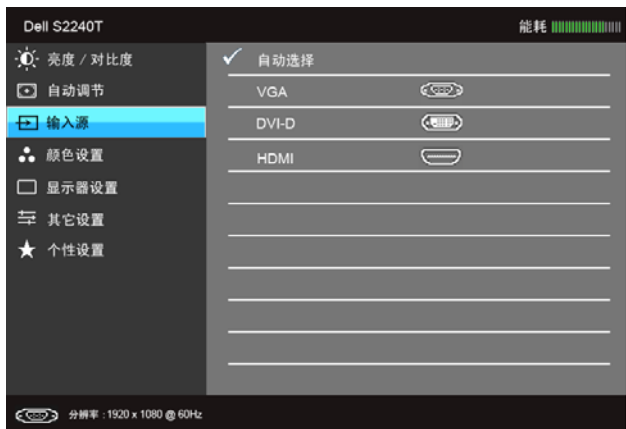 Dell S2240T 能耗
亮度 / 对比度
自动调节
输入源
颜色设置
显示器设置
其它设置
个性设置
自动选择
VGA
DVI-D
HDMI
分辨率 : 1920 x 1080 @ 60Hz